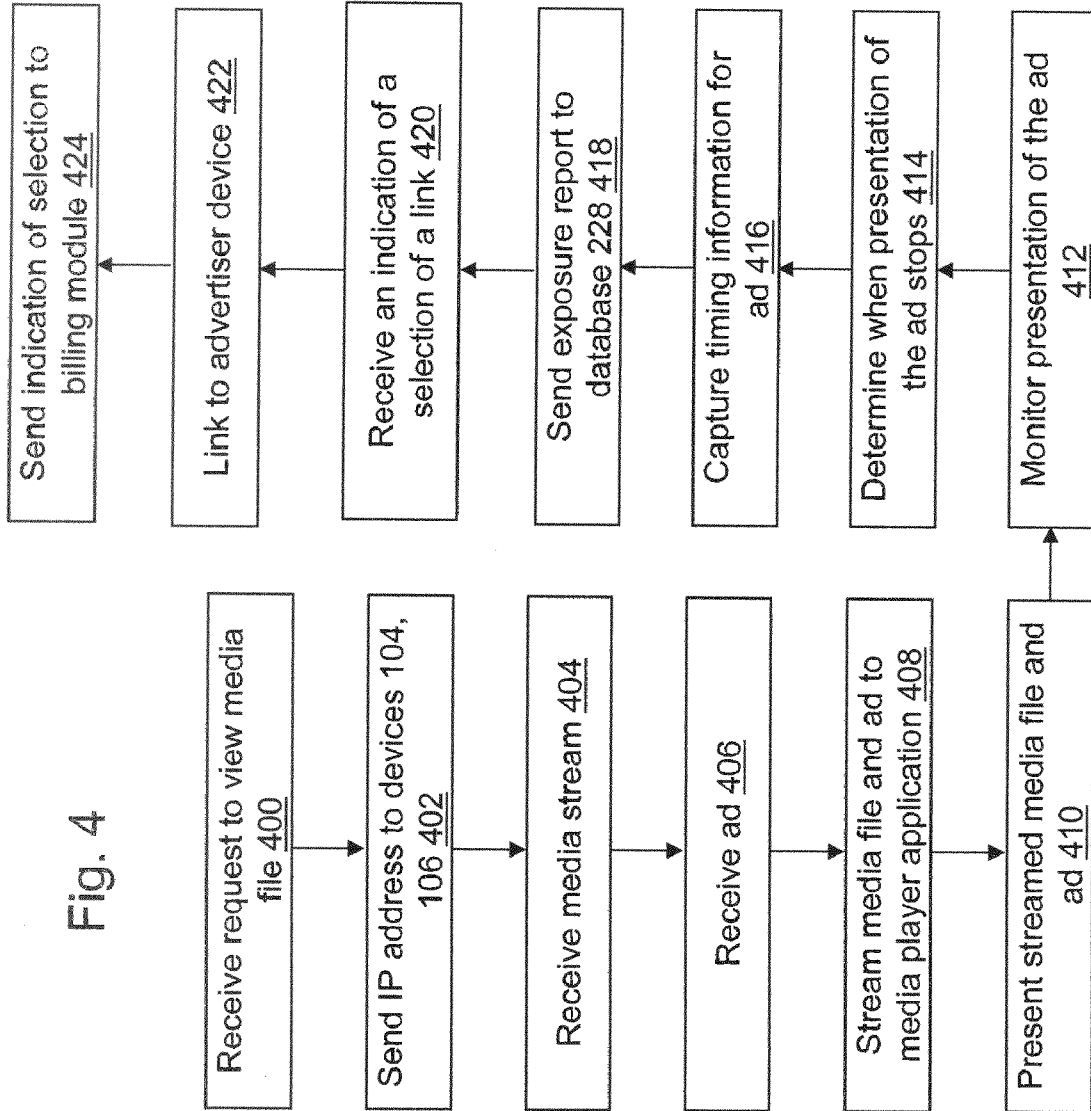 Fig. 4
Receive request to view media
file 400
Send IP address to devices 104,
106 402
Receive media stream 404
Receive ad 406
Stream media file and ad to
media player application 408
Present streamed media file and
ad 410
Monitor presentation of the ad
412
Determine when presentation of
the ad stops 414
Capture timing information for
ad 416
Send exposure report to
database 228 418
Receive an indication of a
selection of a link 420
Link to advertiser device 422
Send indication of selection to
billing module 424